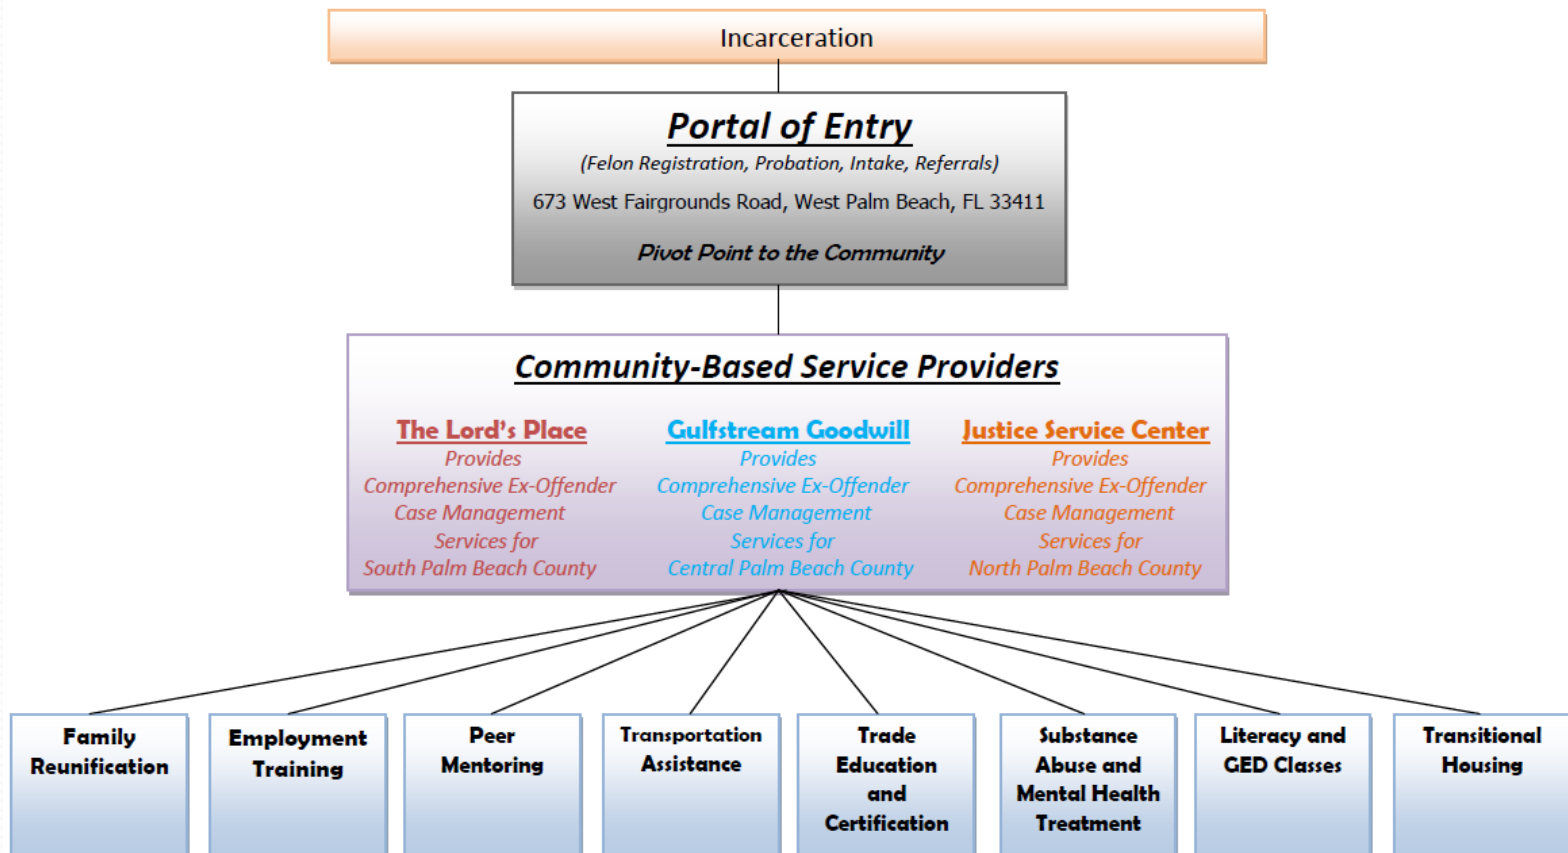 Incarceration
Portal of Entry
(Felon Registration, Probation, Intake, Referrals)
673 West Fairgrounds Road, West Palm Beach, FL 33411
Pivot Point to the Community
Community-Based Service Providers
The Lord's Place
Provides
Comprehensive Ex-Offender
Case Management
Services for
South Palm Beach County
Gulfstream Goodwill
Provides
Comprehensive Ex-Offender
Case Management
Services for
Central Palm Beach County
Justice Service Center
Provides
Comprehensive Ex-Offender
Case Management
Services for
North Palm Beach County
Family
Reunification
Employment
Training
Peer
Mentoring
Transportation
Assistance
Trade
Education
and
Certification
Substance
Abuse and
Mental Health
Treatment
Literacy and
GED Classes
Transitional
Housing